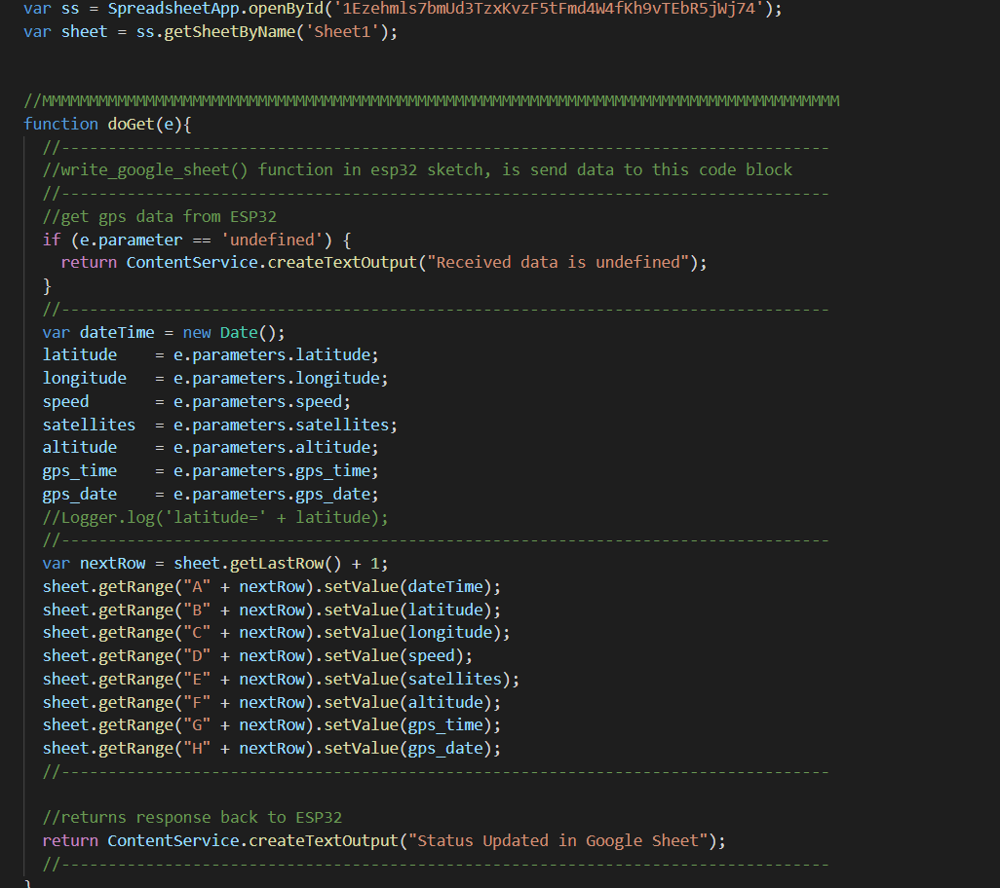 var ss = SpreadsheetApp.openById('1Ezehmls7bmUd3TzxKvzF5tFmd4W4fKh9vTEbR5jWj74');
var sheet = ss.getSheetByName('Sheet1');
//MMMMMMMMMMMMMMMMMMMMMMMMMMMMMMMMMMMMMMMMMMMMMMMMMMMMMMMMMMMMMMMMMMMMMMMMMMMMMMMMMMMMM
function doGet(e){
  //----------------------------------------------------------------------------------
  //write_google_sheet() function in esp32 sketch, is send data to this code block
  //----------------------------------------------------------------------------------
  //get gps data from ESP32
  if (e.parameter == 'undefined') {
    return ContentService.createTextOutput("Received data is undefined");
  }
  //----------------------------------------------------------------------------------
  var dateTime = new Date();
  latitude    = e.parameters.latitude;
  longitude   = e.parameters.longitude;
  speed       = e.parameters.speed;
  satellites  = e.parameters.satellites;
  altitude    = e.parameters.altitude;
  gps_time    = e.parameters.gps_time;
  gps_date    = e.parameters.gps_date;
  //Logger.log('latitude=' + latitude);
  //----------------------------------------------------------------------------------
  var nextRow = sheet.getLastRow() + 1;
  sheet.getRange("A" + nextRow).setValue(dateTime);
  sheet.getRange("B" + nextRow).setValue(latitude);
  sheet.getRange("C" + nextRow).setValue(longitude);
  sheet.getRange("D" + nextRow).setValue(speed);
  sheet.getRange("E" + nextRow).setValue(satellites);
  sheet.getRange("F" + nextRow).setValue(altitude);
  sheet.getRange("G" + nextRow).setValue(gps_time);
  sheet.getRange("H" + nextRow).setValue(gps_date);
  //----------------------------------------------------------------------------------
  //returns response back to ESP32
  return ContentService.createTextOutput("Status Updated in Google Sheet");
  //----------------------------------------------------------------------------------
}